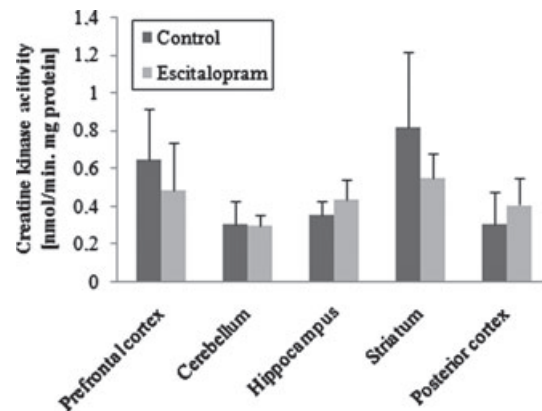 Creatine kinase acitivity
[nmol/min. mg protein]
1.4
1.2
1
0.8
0.6
0.4
0.2
0
Control
Escitalopram
Prefrontal cortex
Cerebellum
Hippocampus
Striatum
Posterior cortex